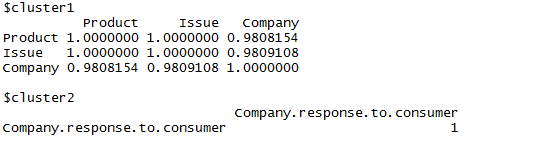 $cluster1
          Product     Issue   Company
Product 1.0000000 1.0000000 0.9808154
Issue   1.0000000 1.0000000 0.9809108
Company 0.9808154 0.9809108 1.0000000

$cluster2
                             Company.response.to.consumer
Company.response.to.consumer                            1